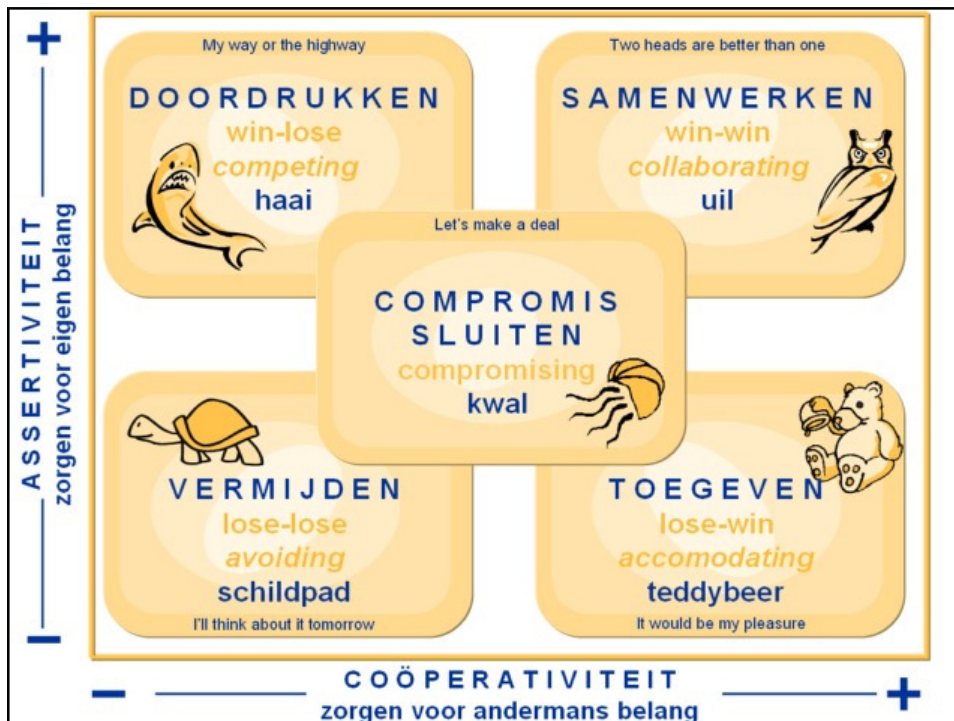 +
ASSERTIVITEIT
zorgen voor eigen belang
–
My way or the highway
DOORDRUKKEN
win-lose
competing
haai
Two heads are better than one
SAMENWERKEN
win-win
collaborating
uil
Let's make a deal
COMPROMIS
SLUITEN
compromising
kwal
VERMIJDEN
lose-lose
avoiding
schildpad
I'll think about it tomorrow
TOEGEVEN
lose-win
accomodating
teddybeer
It would be my pleasure
– COÖPERATIVITEIT +
zorgen voor andermans belang